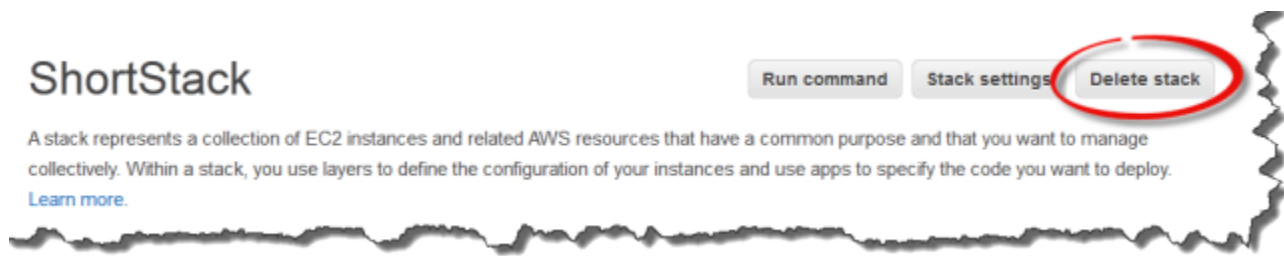 ShortStack
Run command Stack settings Delete stack
A stack represents a collection of EC2 instances and related AWS resources that have a common purpose and that you want to manage
collectively. Within a stack, you use layers to define the configuration of your instances and use apps to specify the code you want to deploy.
Learn more.